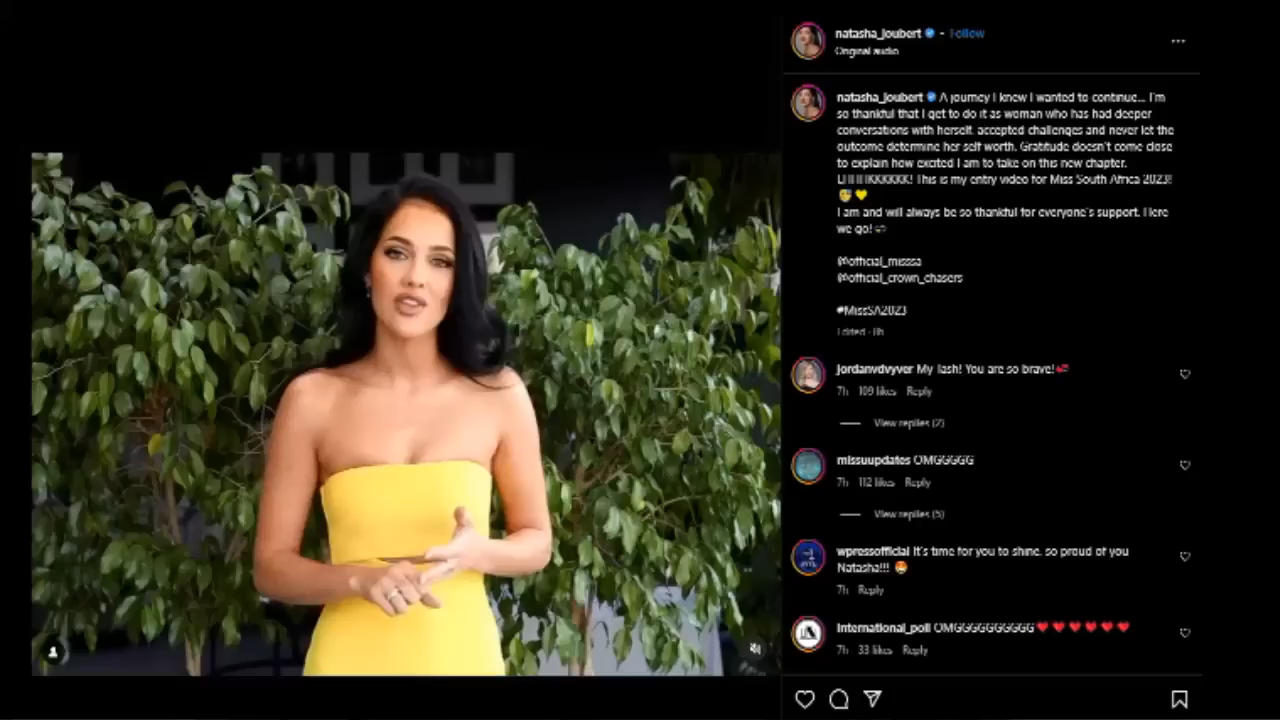 natasha_joubert • Follow
Original audio
natasha_joubert A journey I knew I wanted to continue... I'm
so thankful that I get to do it as woman who has had deeper
conversations with herself, accepted challenges and never let the
outcome determine her self worth. Gratitude doesn't come close
to explain how excited I am to take on this new chapter.
This is my entry video for Miss South Africa 2023!
😇 💛
I am and will always be so thankful for everyone's support. Here
we go!
@official_misssa
@official_crown_chasers
#MissSA2023
Edited · 8h
jordanvdvyver My Tash! You are so brave!
7h 109 likes Reply
View replies (2)
missuupdates OMGGGGG
7h 112 likes Reply
View replies (5)
wpressofficial It's time for you to shine, so proud of you
Natasha!!! 🤩
7h Reply
international_poll OMGGGGGGGGGG❤️❤️❤️❤️❤️❤️
7h 33 likes Reply